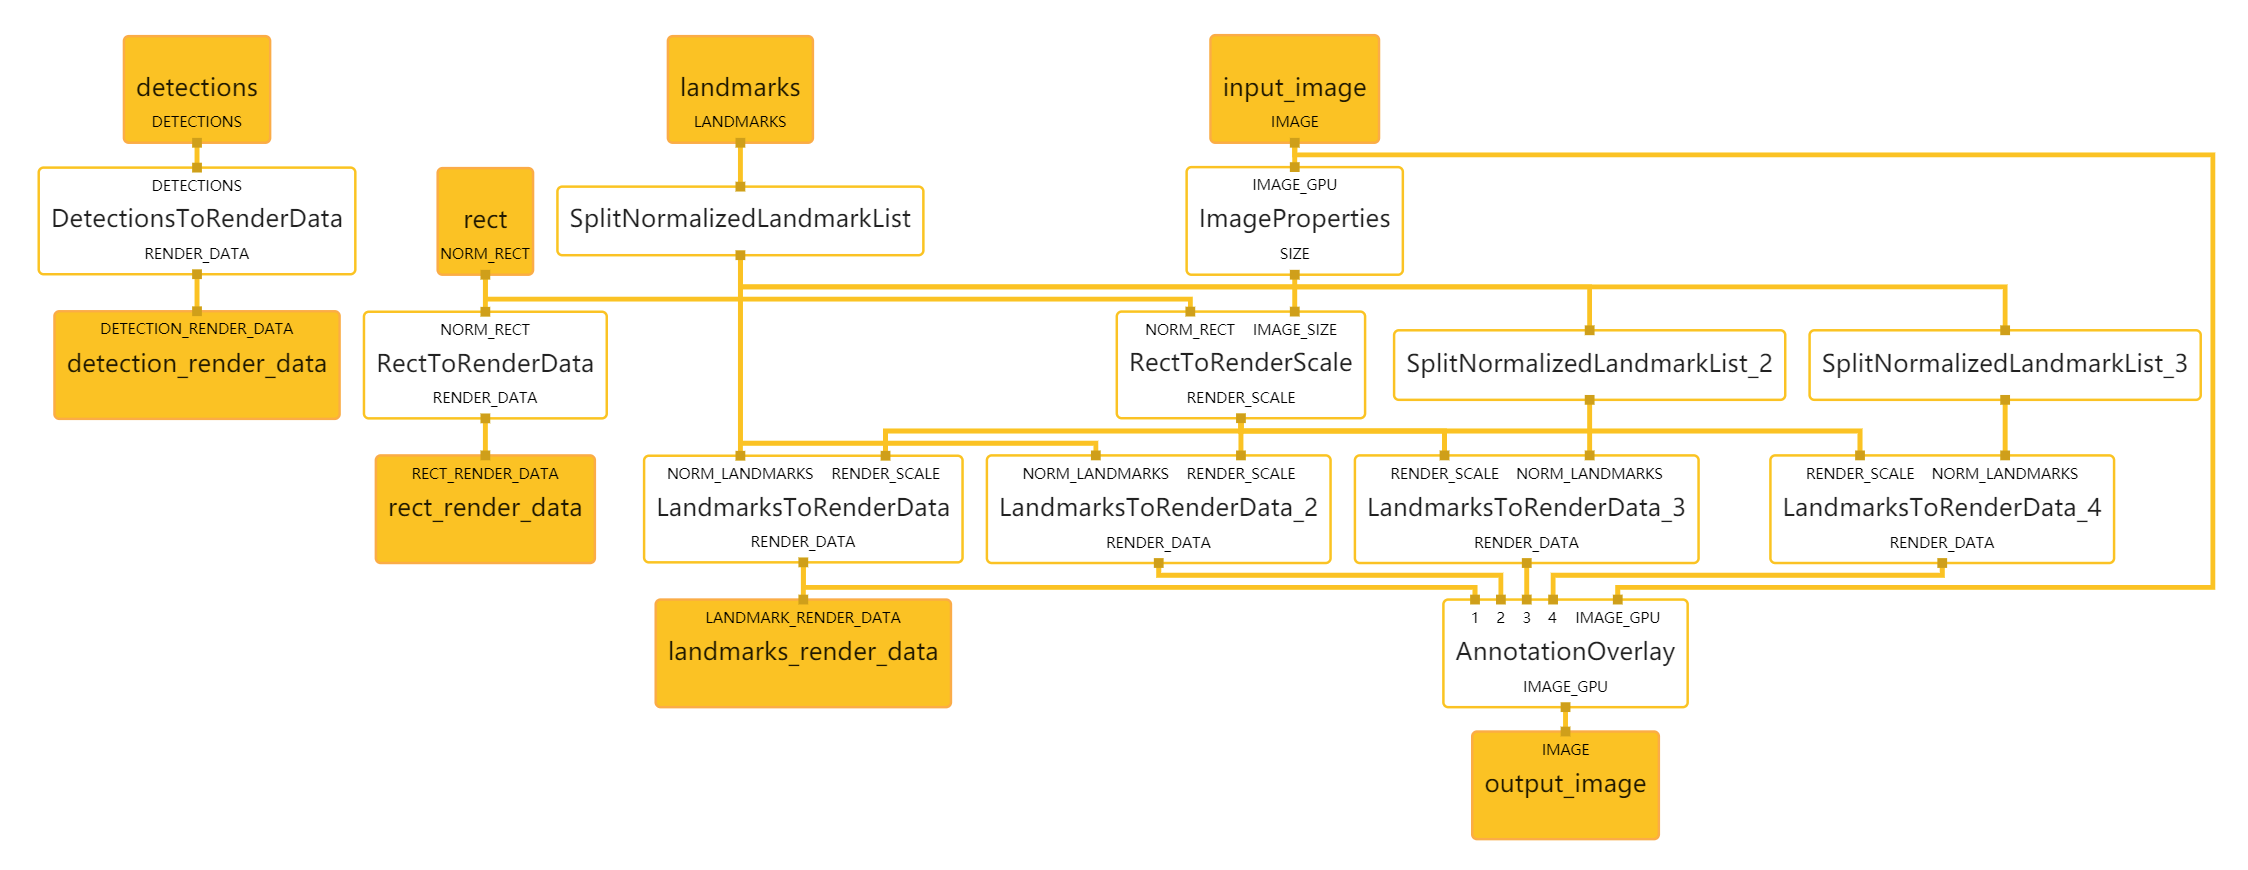 detections
DETECTIONS
landmarks
LANDMARKS
input_image
IMAGE
DETECTIONS
DetectionsToRenderData
RENDER_DATA
rect
NORM_RECT
SplitNormalizedLandmarkList
IMAGE_GPU
ImageProperties
SIZE
DETECTION_RENDER_DATA
detection_render_data
NORM_RECT
RectToRenderData
RENDER_DATA
NORM_RECT IMAGE_SIZE
RectToRenderScale
RENDER_SCALE
SplitNormalizedLandmarkList_2
SplitNormalizedLandmarkList_3
RECT_RENDER_DATA
rect_render_data
NORM_LANDMARKS RENDER_SCALE
LandmarksToRenderData
RENDER_DATA
NORM_LANDMARKS RENDER_SCALE
LandmarksToRenderData_2
RENDER_DATA
RENDER_SCALE NORM_LANDMARKS
LandmarksToRenderData_3
RENDER_DATA
RENDER_SCALE NORM_LANDMARKS
LandmarksToRenderData_4
RENDER_DATA
LANDMARK_RENDER_DATA
landmarks_render_data
1 2 3 4 IMAGE_GPU
AnnotationOverlay
IMAGE_GPU
IMAGE
output_image